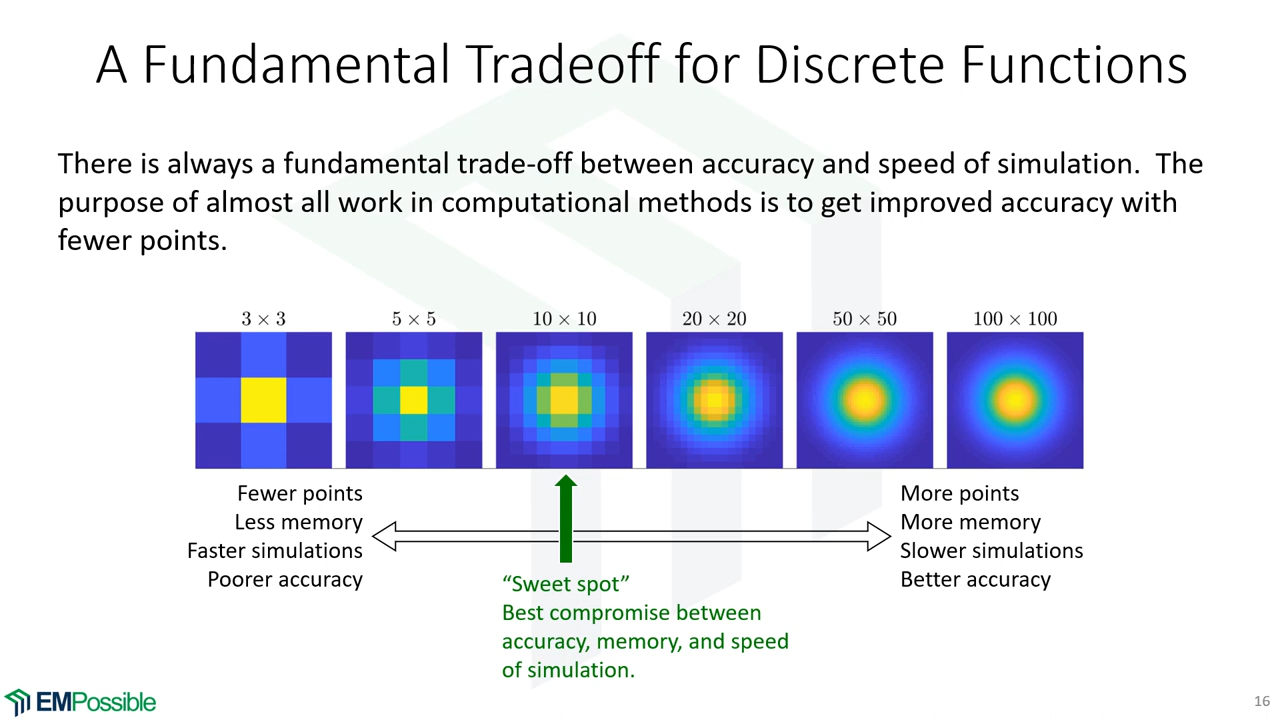 A Fundamental Tradeoff for Discrete Functions
There is always a fundamental trade-off between accuracy and speed of simulation.  The
purpose of almost all work in computational methods is to get improved accuracy with
fewer points.
3 × 3
5 × 5
10 × 10
20 × 20
50 × 50
100 × 100
Fewer points
Less memory
Faster simulations
Poorer accuracy
More points
More memory
Slower simulations
Better accuracy
“Sweet spot”
Best compromise between
accuracy, memory, and speed
of simulation.
EMPossible
16